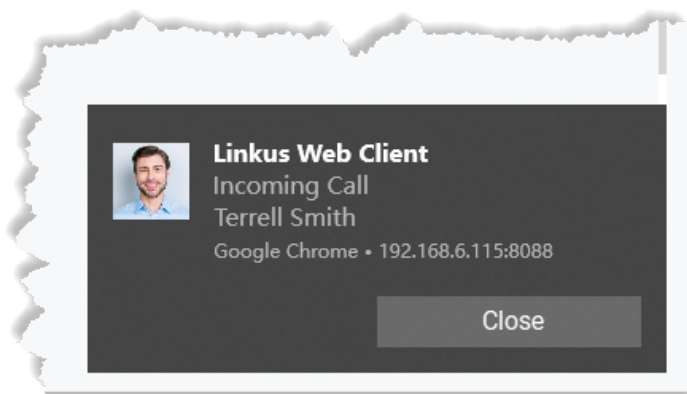 Linkus Web Client
Incoming Call
Terrell Smith
Google Chrome • 192.168.6.115:8088
Close